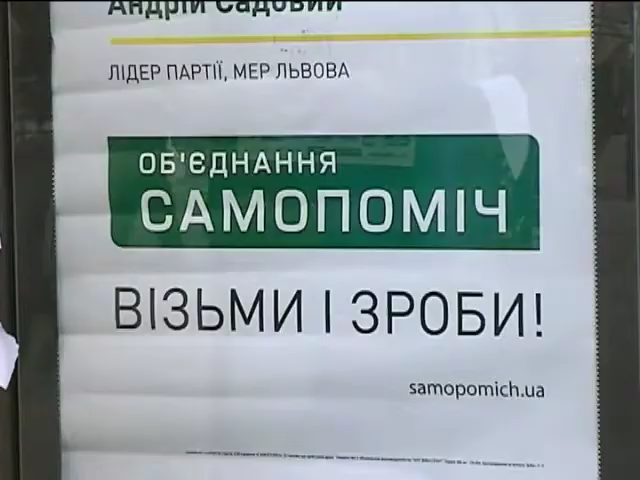 Андрій Садовий
ЛІДЕР ПАРТІЇ, МЕР ЛЬВОВА
ОБ'ЄДНАННЯ
САМОПОМІЧ
ВІЗЬМИ І ЗРОБИ!
samopomich.ua